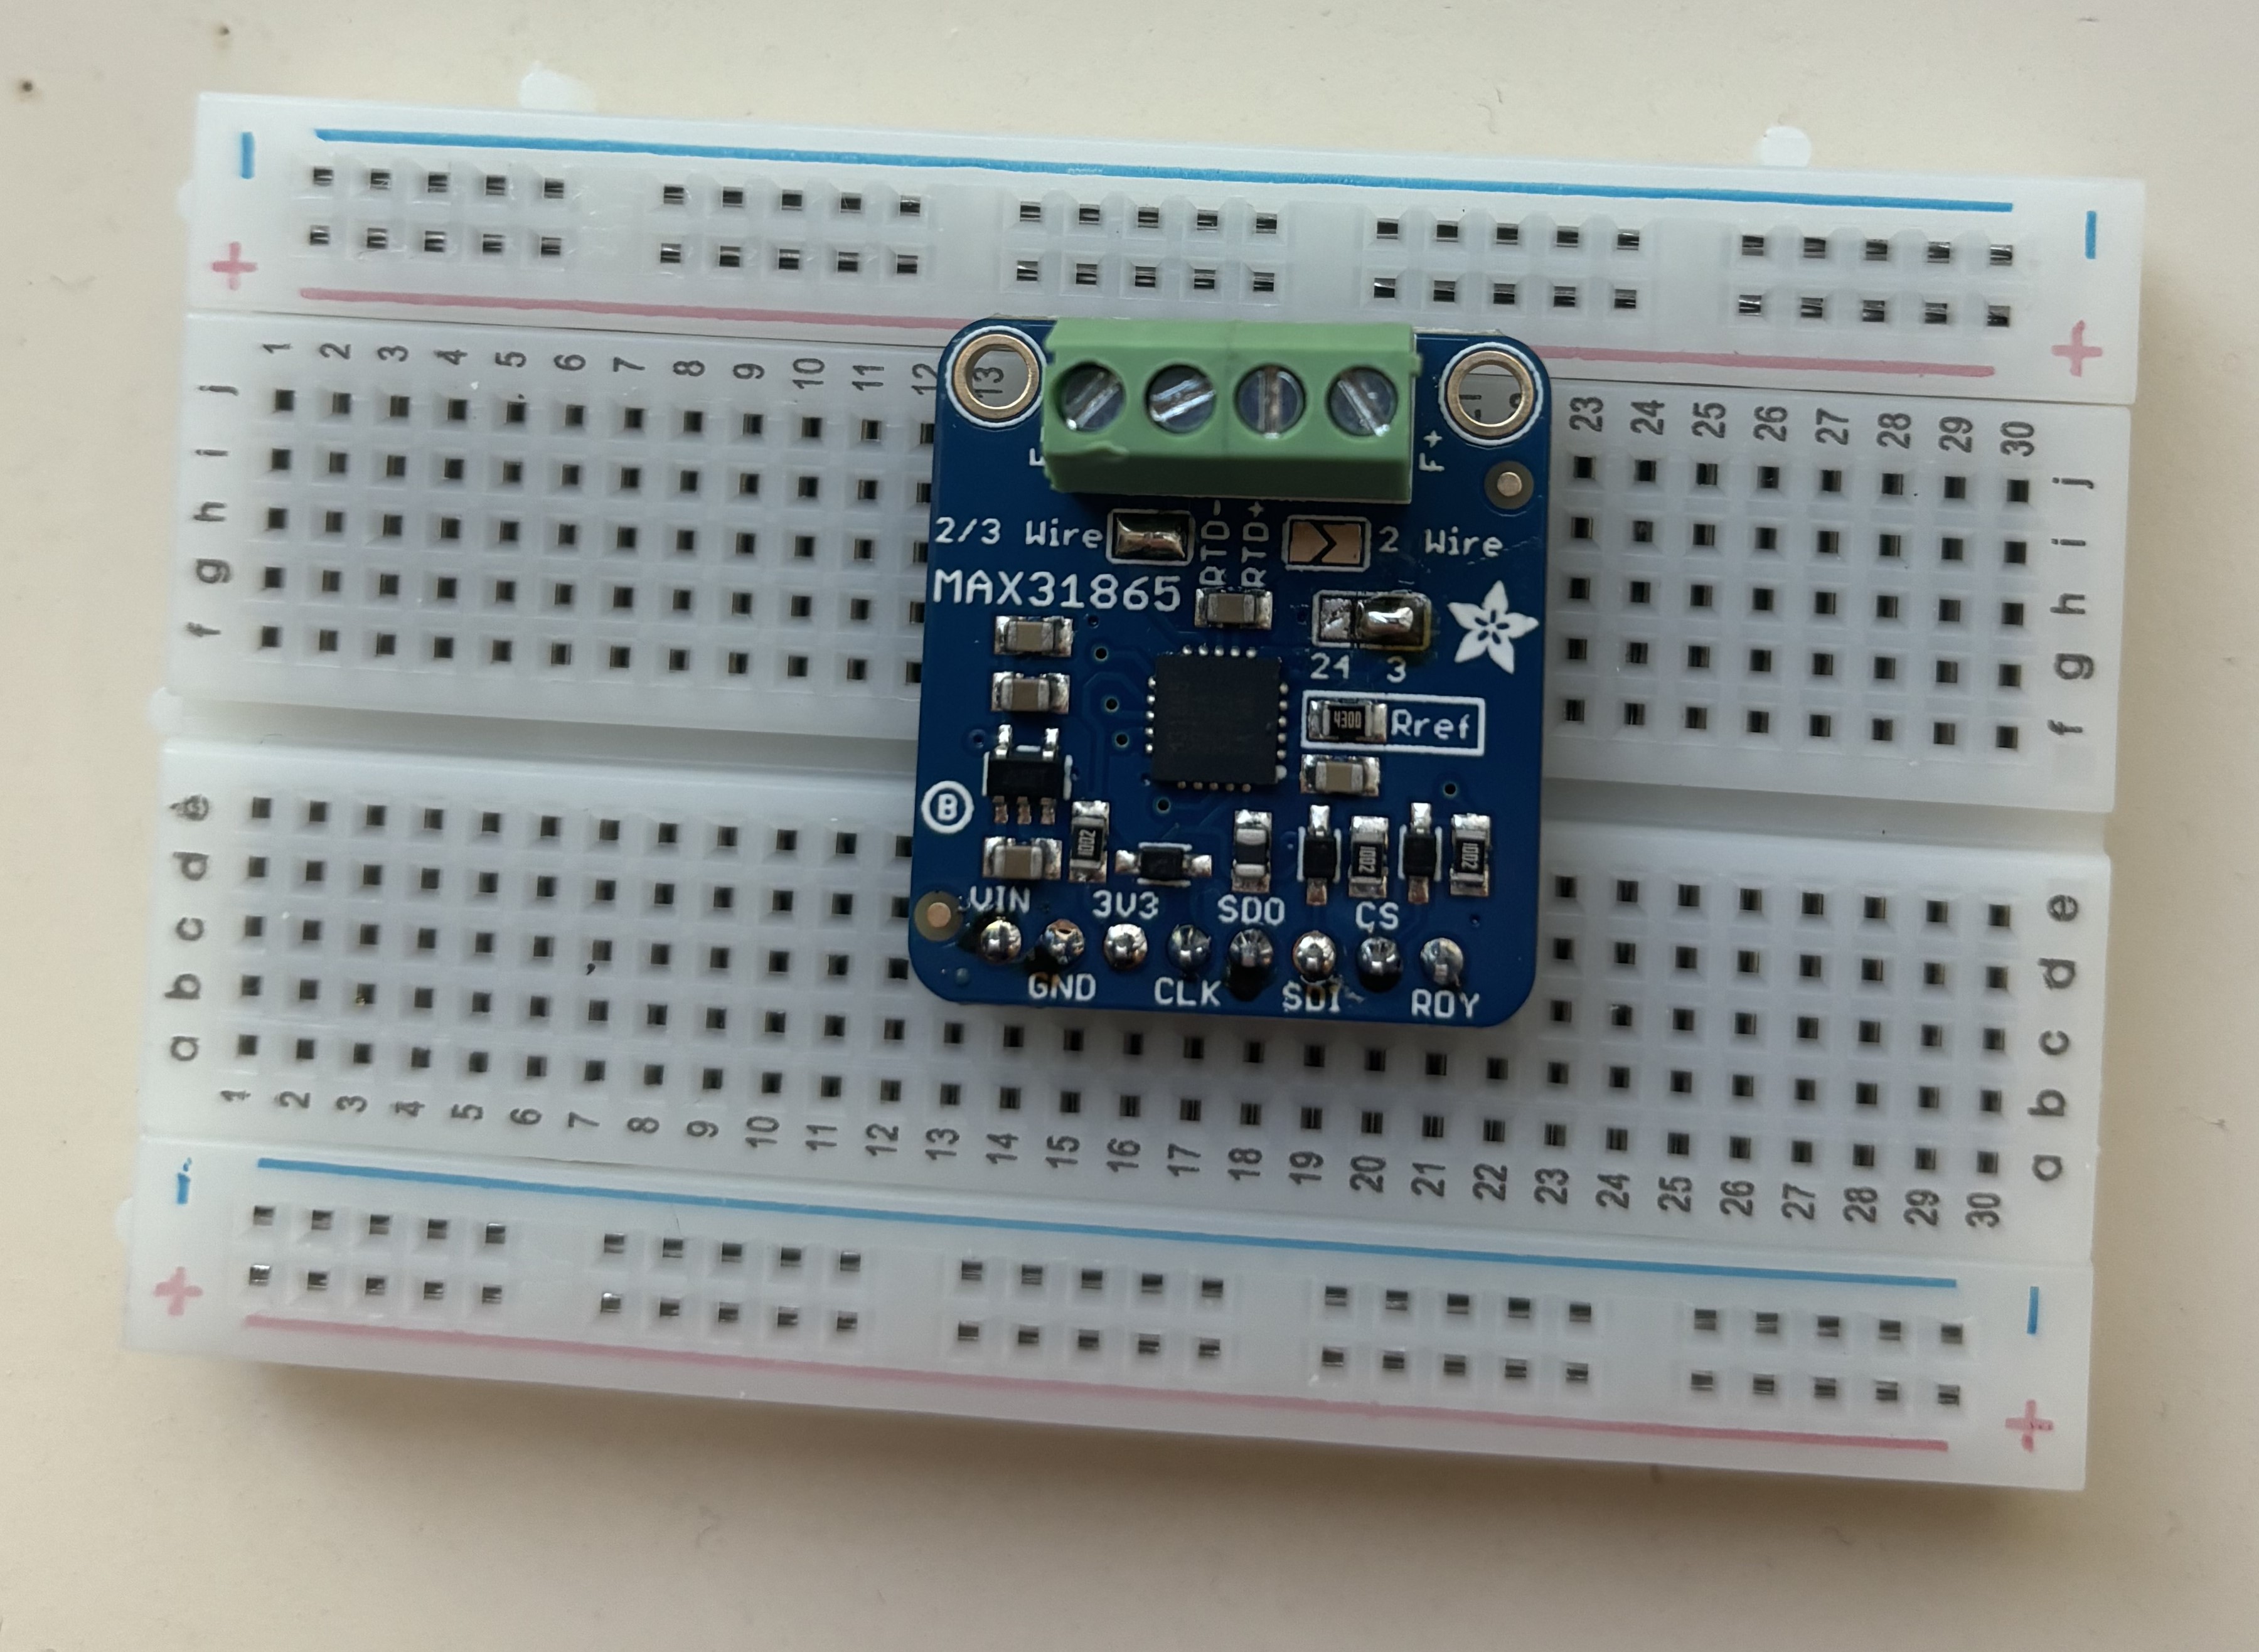 - -
+ +
1 2 3 4 5 6 7 8 9 10 11 12 13 23 24 25 26 27 28 29 30
j j
i i
h h
g g
f f
F+
RTD- RTD+
2/3 Wire 2 Wire
MAX31865
24 3
4300 Rref
B
1002 1002 1002
VIN 3V3 SDO CS
GND CLK SDI RDY
e e
d d
c c
b b
a a
1 2 3 4 5 6 7 8 9 10 11 12 13 14 15 16 17 18 19 20 21 22 23 24 25 26 27 28 29 30
- -
+ +